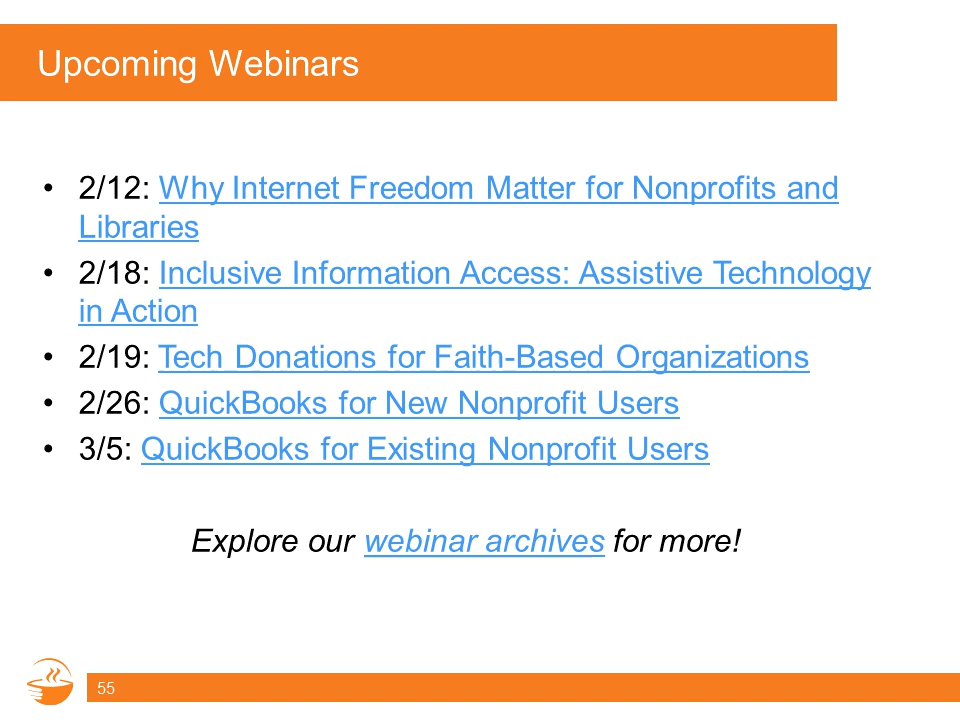 Upcoming Webinars
• 2/12: Why Internet Freedom Matter for Nonprofits and
Libraries
• 2/18: Inclusive Information Access: Assistive Technology
in Action
• 2/19: Tech Donations for Faith-Based Organizations
• 2/26: QuickBooks for New Nonprofit Users
• 3/5: QuickBooks for Existing Nonprofit Users
Explore our webinar archives for more!
55